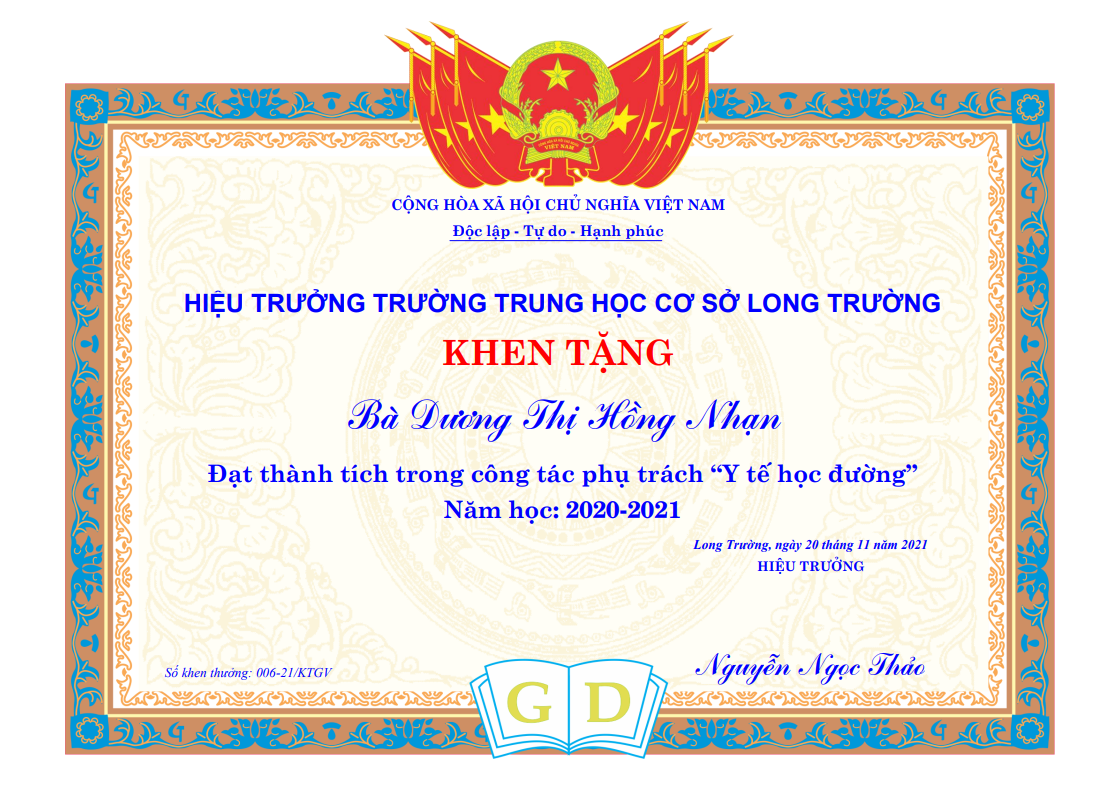 VIỆT NAM
CỘNG HÒA XÃ HỘI CHỦ NGHĨA VIỆT NAM
Độc lập - Tự do - Hạnh phúc
HIỆU TRƯỞNG TRƯỜNG TRUNG HỌC CƠ SỞ LONG TRƯỜNG
KHEN TẶNG
Bà Dương Thị Hồng Nhạn
Đạt thành tích trong công tác phụ trách “Y tế học đường”
Năm học: 2020-2021
Long Trường, ngày 20 tháng 11 năm 2021
HIỆU TRƯỞNG
Nguyễn Ngọc Thảo
Số khen thưởng: 006-21/KTGV
G D